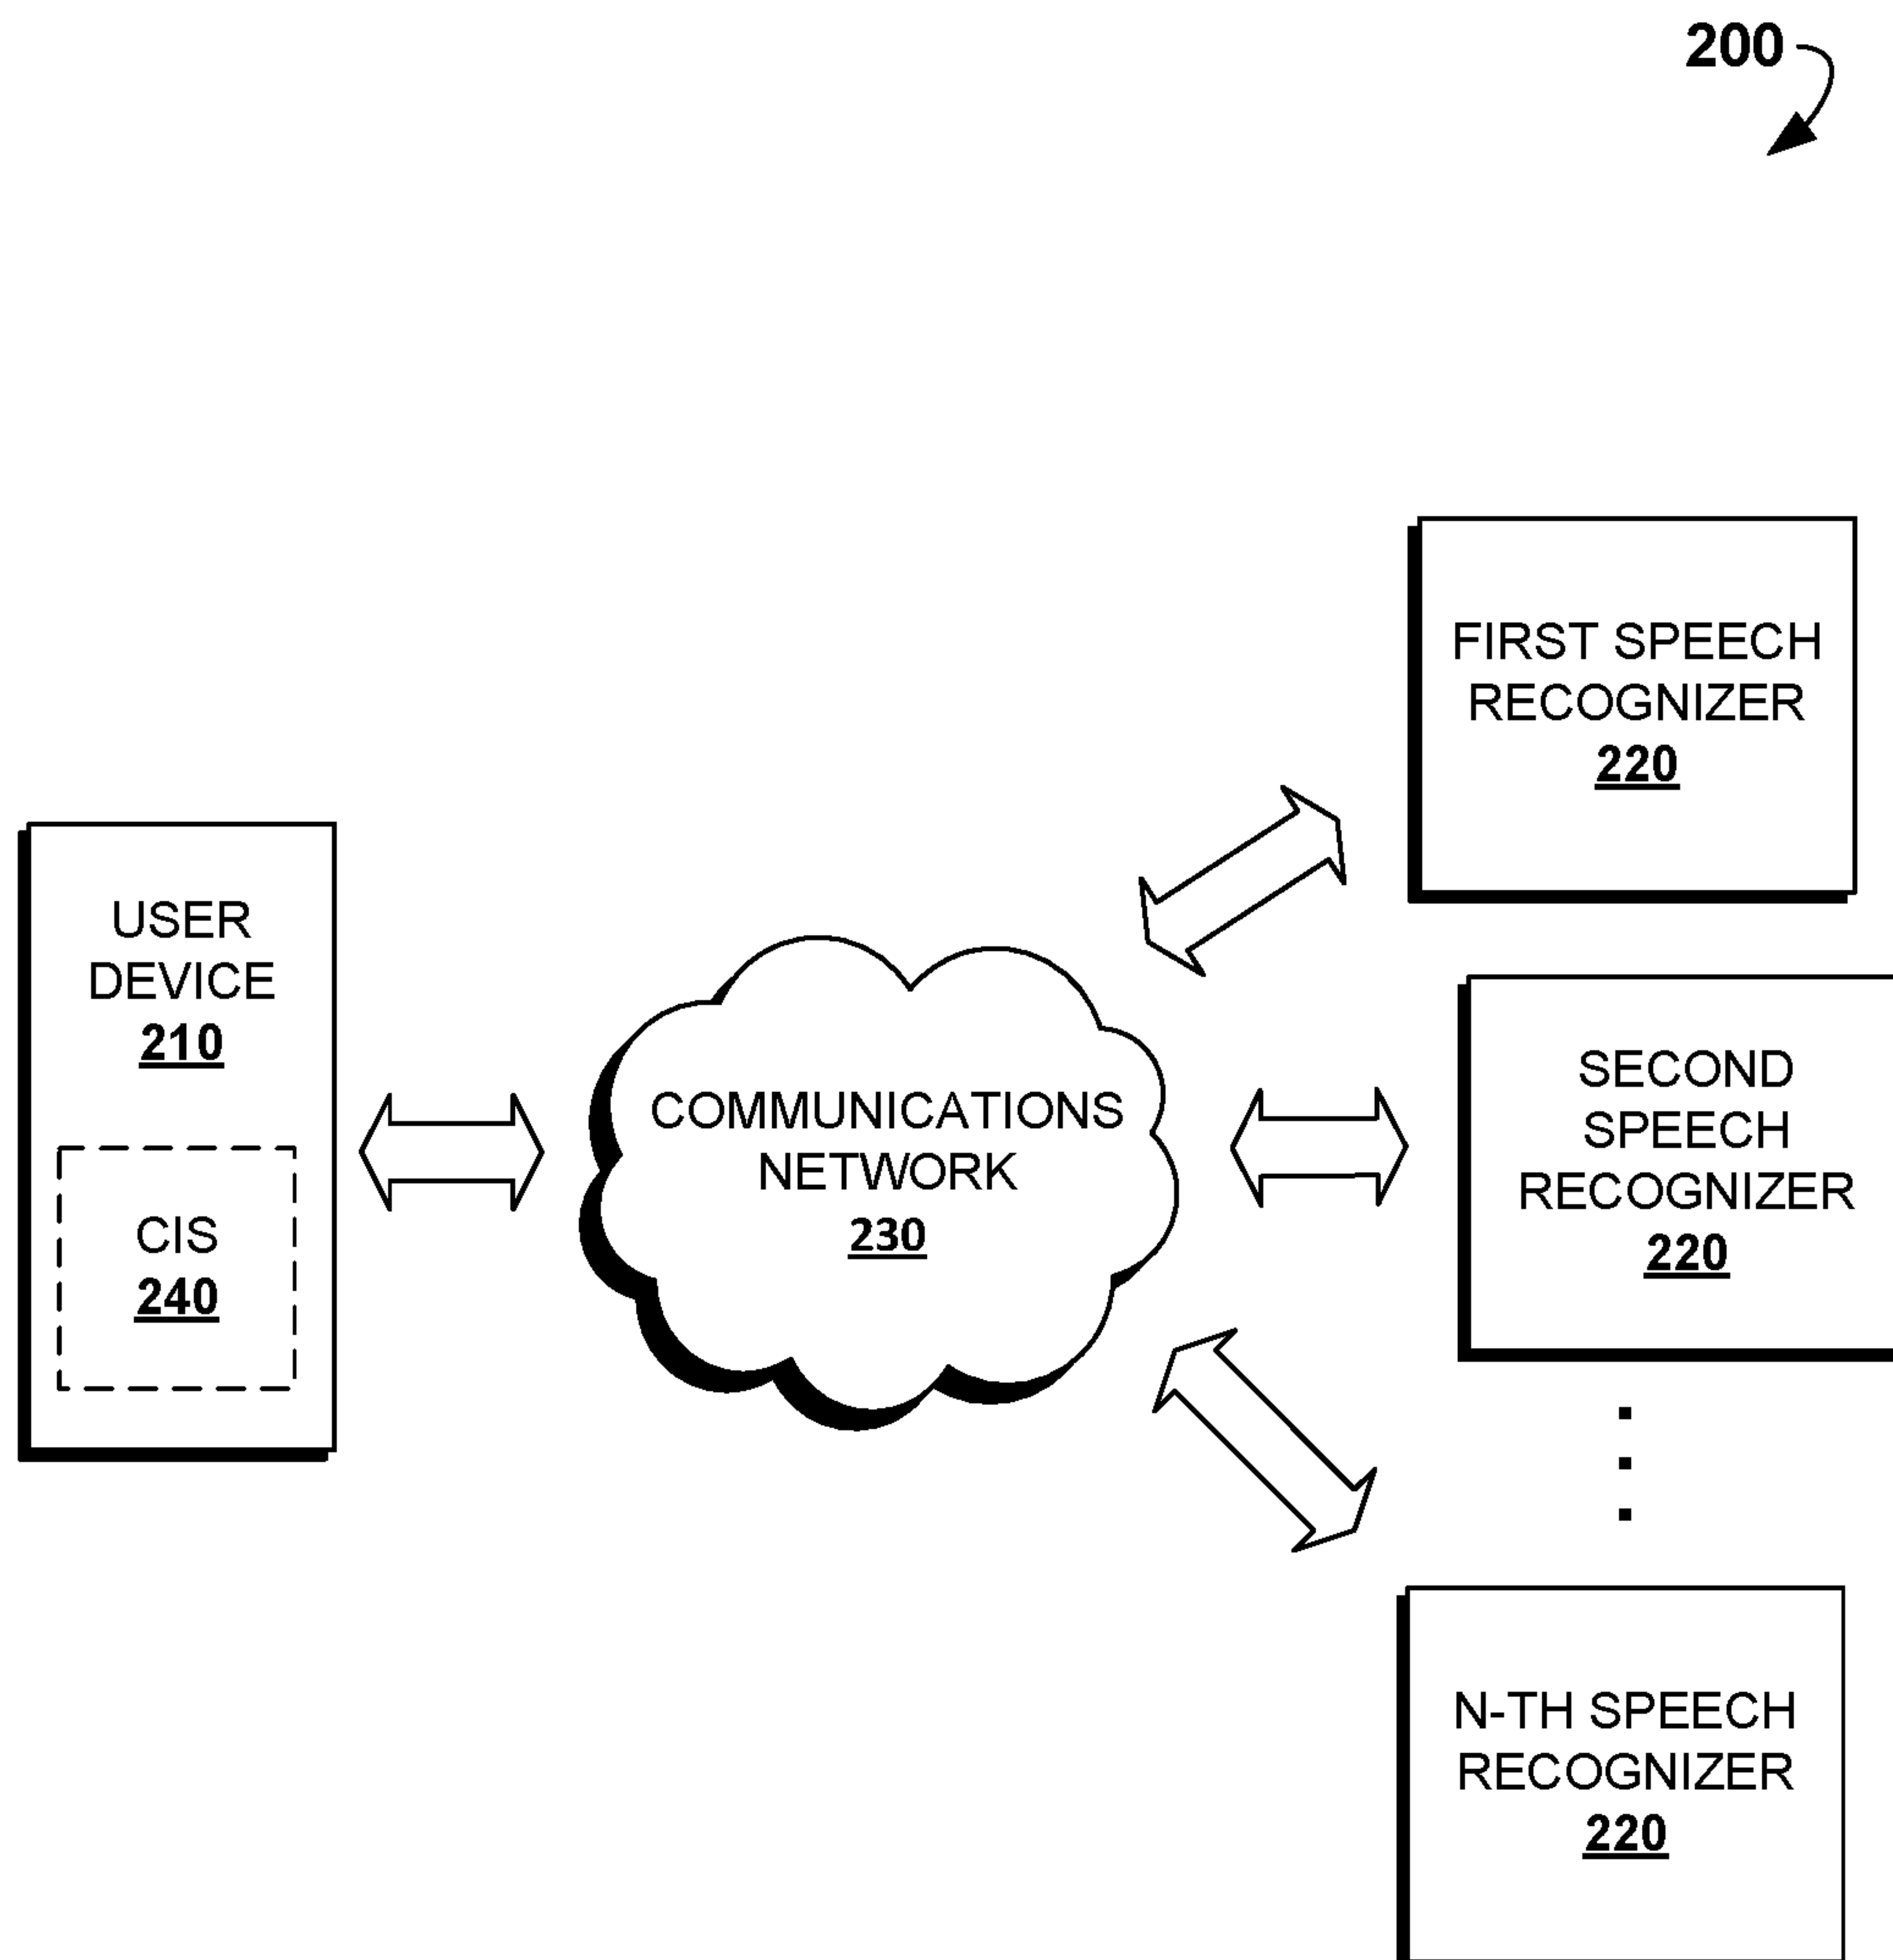 200
FIRST SPEECH
RECOGNIZER
220
USER
DEVICE
210
CIS
240
COMMUNICATIONS
NETWORK
230
SECOND
SPEECH
RECOGNIZER
220
N-TH SPEECH
RECOGNIZER
220